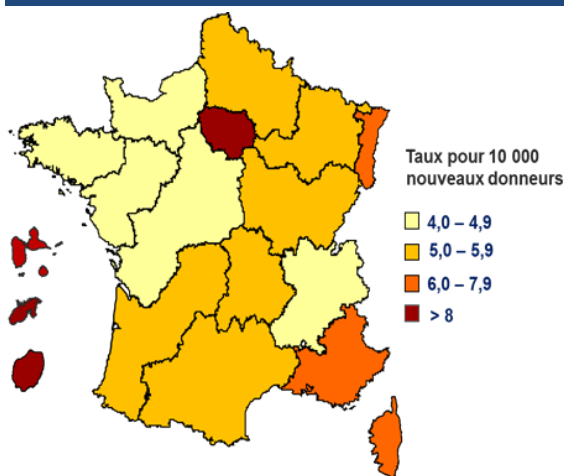 Taux pour 10 000
nouveaux donneurs
4,0 – 4,9
5,0 – 5,9
6,0 – 7,9
> 8